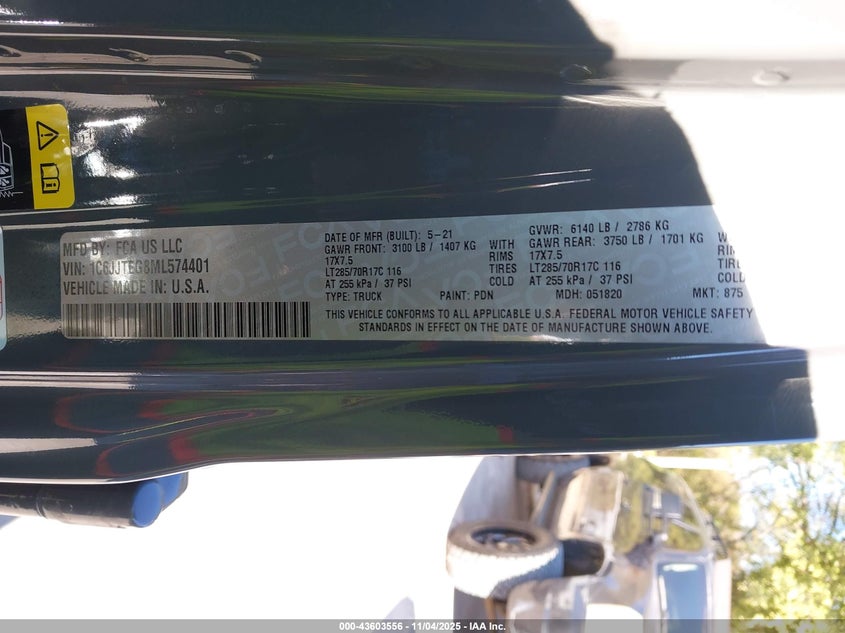 MFD BY: FCA US LLC
VIN: 1C6JJTEG8ML574401
VEHICLE MADE IN: U.S.A.
DATE OF MFR (BUILT): 5-21
GVWR: 6140 LB / 2786 KG
GAWR FRONT: 3100 LB / 1407 KG WITH
GAWR REAR: 3750 LB / 1701 KG WITH
17X7.5 RIMS
17X7.5 RIMS
LT285/70R17C 116 TIRES
LT285/70R17C 116 TIRES
AT 255 kPa / 37 PSI COLD
AT 255 kPa / 37 PSI COLD
TYPE: TRUCK PAINT: PDN MDH: 051820 MKT: 875
THIS VEHICLE CONFORMS TO ALL APPLICABLE U.S.A. FEDERAL MOTOR VEHICLE SAFETY
STANDARDS IN EFFECT ON THE DATE OF MANUFACTURE SHOWN ABOVE.
000-43603556 - 11/04/2025 - IAA Inc.